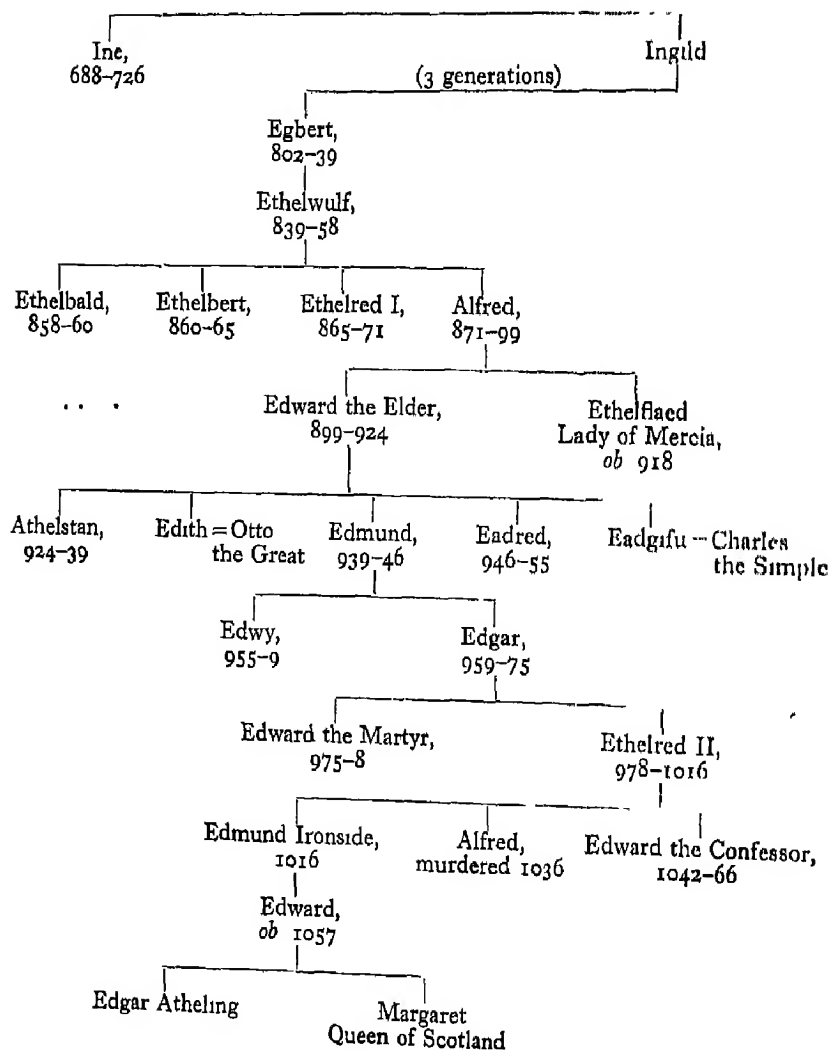 Ine,
688–726
Ingild
(3 generations)
Egbert,
802–39
Ethelwulf,
839–58
Ethelbald,
858–60
Ethelbert,
860–65
Ethelred I,
865–71
Alfred,
871–99
Edward the Elder,
899–924
Ethelflaed
Lady of Mercia,
ob 918
Athelstan,
924–39
Edith = Otto
the Great
Edmund,
939–46
Eadred,
946–55
Eadgifu – Charles
the Simple
Edwy,
955–9
Edgar,
959–75
Edward the Martyr,
975–8
Ethelred II,
978–1016
Edmund Ironside,
1016
Alfred,
murdered 1036
Edward the Confessor,
1042–66
Edward,
ob 1057
Edgar Atheling
Margaret
Queen of Scotland